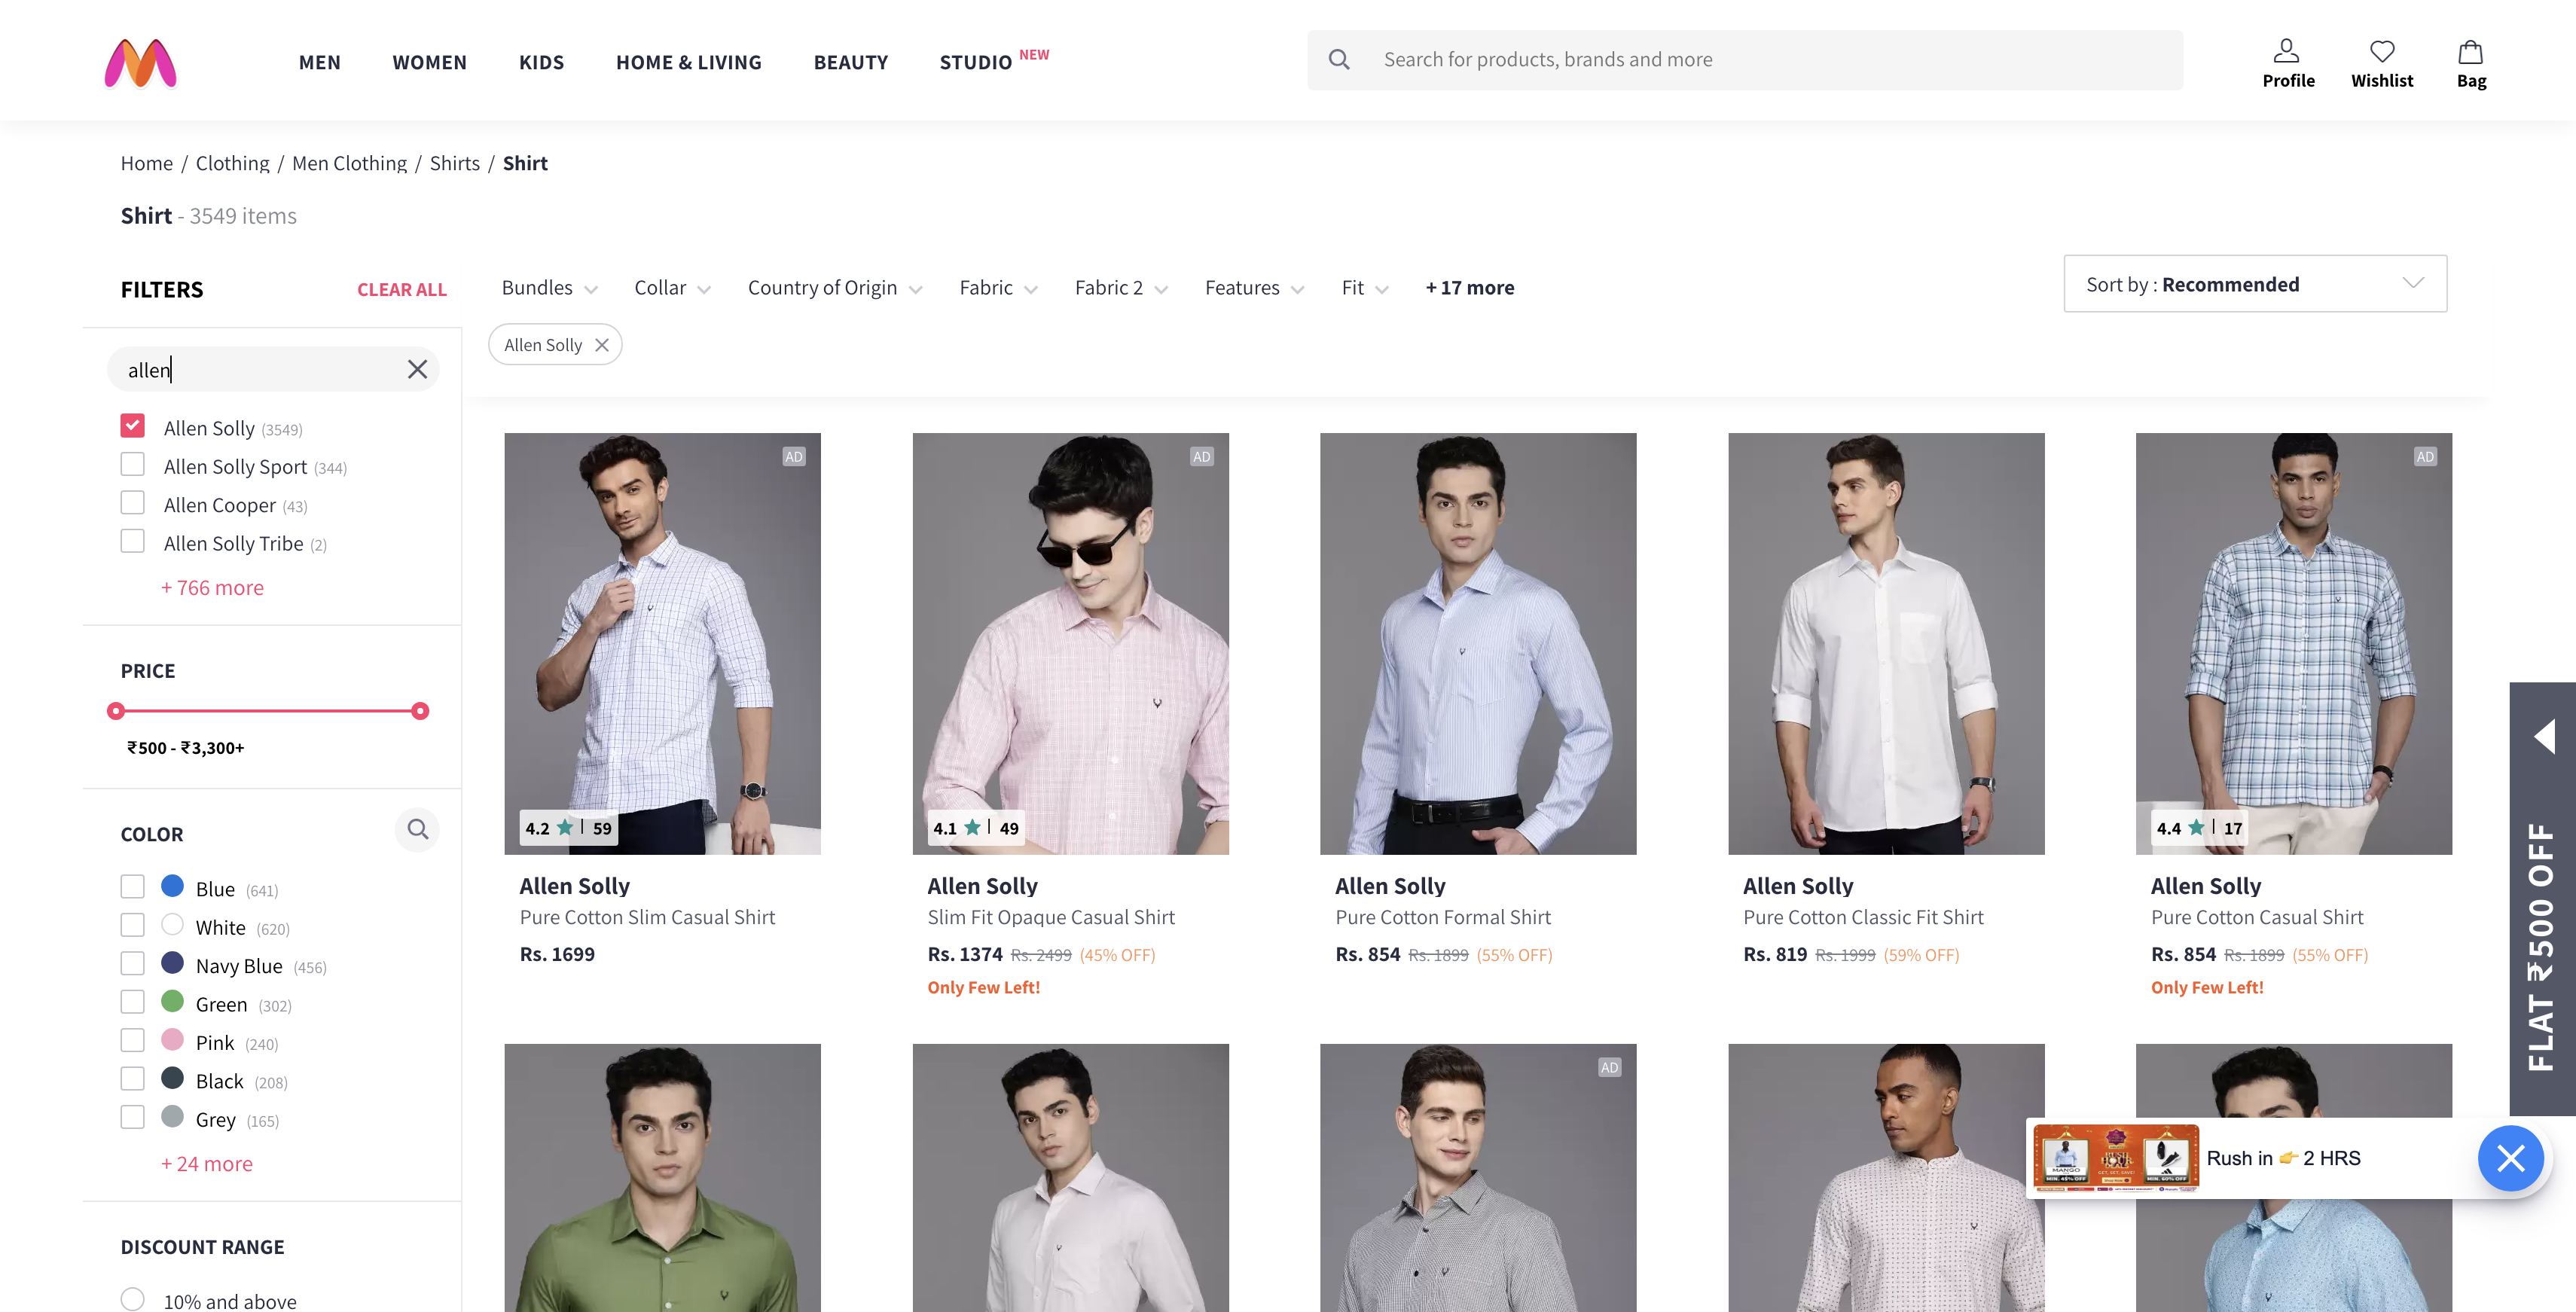 MEN WOMEN KIDS HOME & LIVING BEAUTY STUDIO NEW
Search for products, brands and more
Profile Wishlist Bag
Home / Clothing / Men Clothing / Shirts / Shirt
Shirt - 3549 items
FILTERS CLEAR ALL
Bundles Collar Country of Origin Fabric Fabric 2 Features Fit + 17 more
Sort by : Recommended
Allen Solly
allen
Allen Solly (3549)
Allen Solly Sport (344)
Allen Cooper (43)
Allen Solly Tribe (2)
+ 766 more
PRICE
₹500 - ₹3,300+
COLOR
Blue (641)
White (620)
Navy Blue (456)
Green (302)
Pink (240)
Black (208)
Grey (165)
+ 24 more
DISCOUNT RANGE
10% and above
AD
4.2 | 59
Allen Solly
Pure Cotton Slim Casual Shirt
Rs. 1699
AD
4.1 | 49
Allen Solly
Slim Fit Opaque Casual Shirt
Rs. 1374 Rs. 2499 (45% OFF)
Only Few Left!
Allen Solly
Pure Cotton Formal Shirt
Rs. 854 Rs. 1899 (55% OFF)
Allen Solly
Pure Cotton Classic Fit Shirt
Rs. 819 Rs. 1999 (59% OFF)
AD
4.4 | 17
Allen Solly
Pure Cotton Casual Shirt
Rs. 854 Rs. 1899 (55% OFF)
Only Few Left!
AD
FLAT ₹500 OFF
MANGO
MIN. 45% OFF
MIN. 60% OFF
Rush in 👉 2 HRS